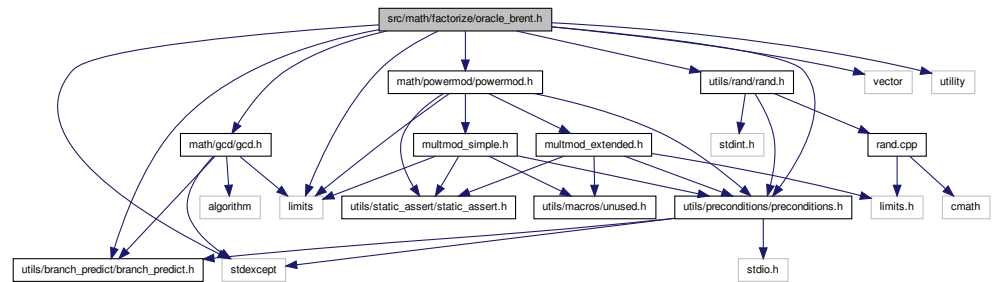 src/math/factorize/oracle_brent.h
math/powermod/powermod.h
utils/rand/rand.h
vector
utility
math/gcd/gcd.h
multmod_simple.h
multmod_extended.h
stdint.h
rand.cpp
algorithm
limits
utils/static_assert/static_assert.h
utils/macros/unused.h
utils/preconditions/preconditions.h
limits.h
cmath
utils/branch_predict/branch_predict.h
stdexcept
stdio.h